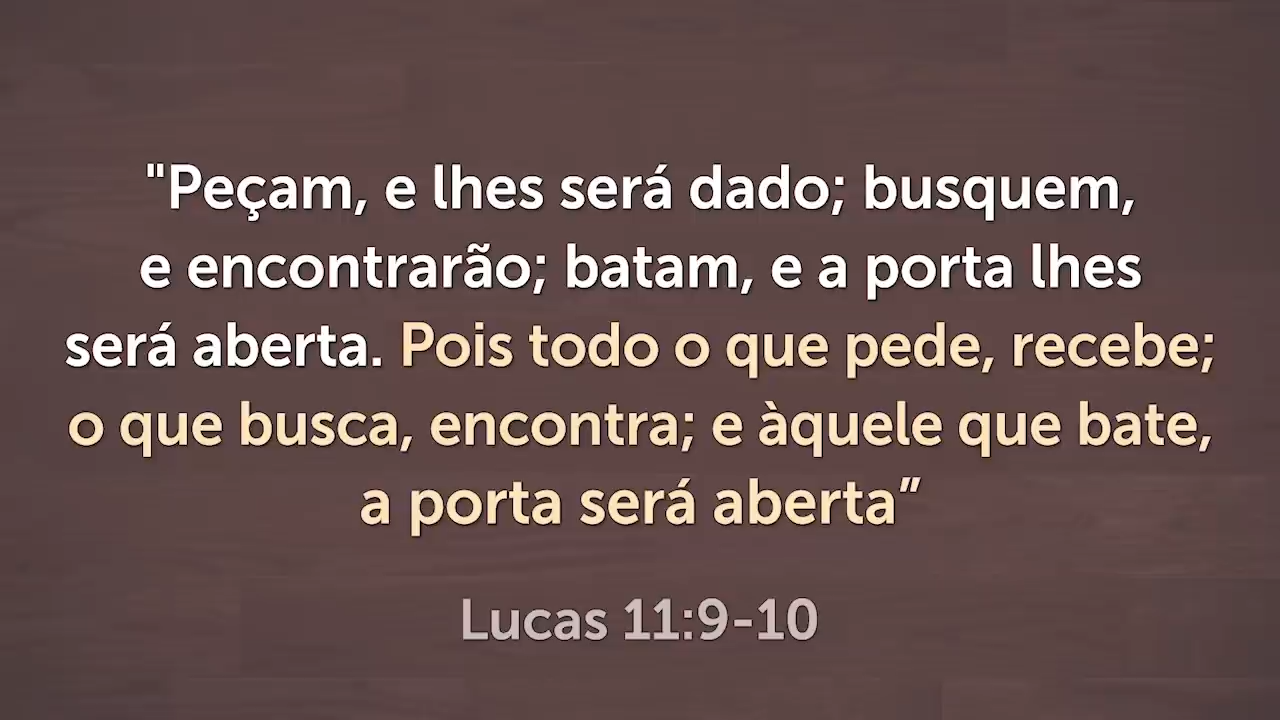 "Peçam, e lhes será dado; busquem,
e encontrarão; batam, e a porta lhes
será aberta. Pois todo o que pede, recebe;
o que busca, encontra; e àquele que bate,
a porta será aberta”
Lucas 11:9-10